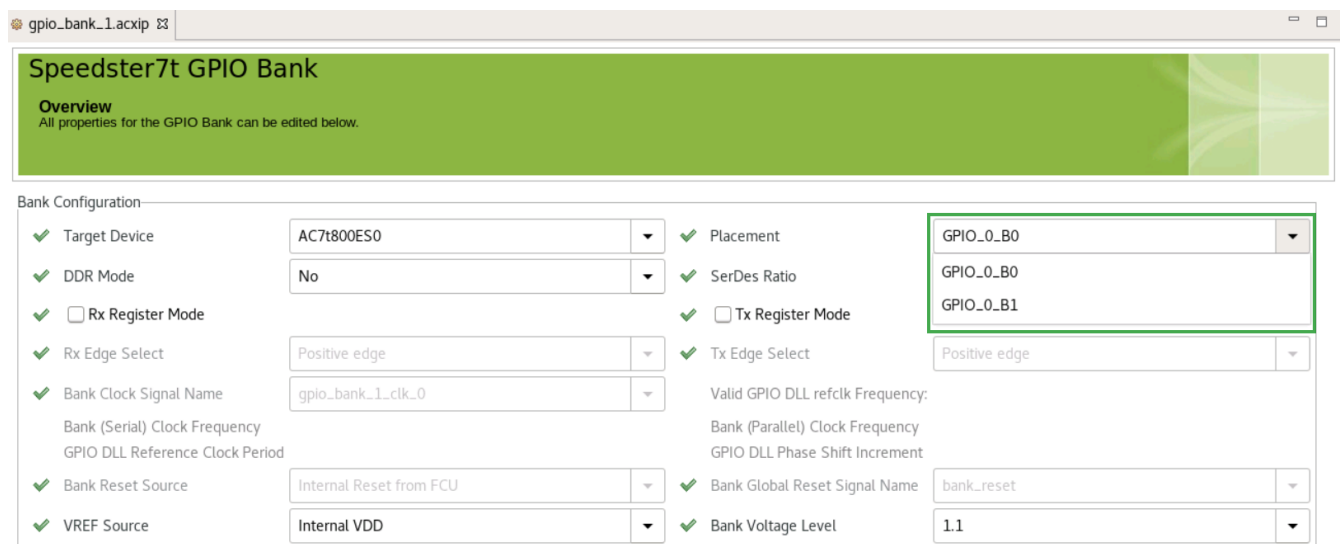 gpio_bank_1.acxip
Speedster7t GPIO Bank
Overview
All properties for the GPIO Bank can be edited below.
Bank Configuration
Target Device AC7t800ES0 Placement GPIO_0_B0
DDR Mode No SerDes Ratio GPIO_0_B0
GPIO_0_B1
Rx Register Mode Tx Register Mode
Rx Edge Select Positive edge Tx Edge Select Positive edge
Bank Clock Signal Name gpio_bank_1_clk_0 Valid GPIO DLL refclk Frequency:
Bank (Serial) Clock Frequency Bank (Parallel) Clock Frequency
GPIO DLL Reference Clock Period GPIO DLL Phase Shift Increment
Bank Reset Source Internal Reset from FCU Bank Global Reset Signal Name bank_reset
VREF Source Internal VDD Bank Voltage Level 1.1